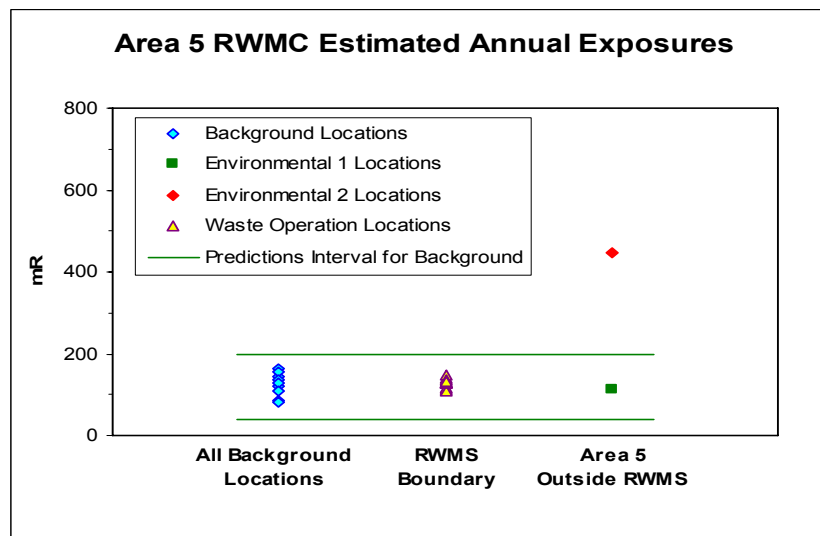 Area 5 RWMC Estimated Annual Exposures
800
600
400
200
0
mR
Background Locations
Environmental 1 Locations
Environmental 2 Locations
Waste Operation Locations
Predictions Interval for Background
All Background
Locations
RWMS
Boundary
Area 5
Outside RWMS